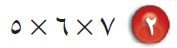 ٢ ٥ × ٦ × ٧